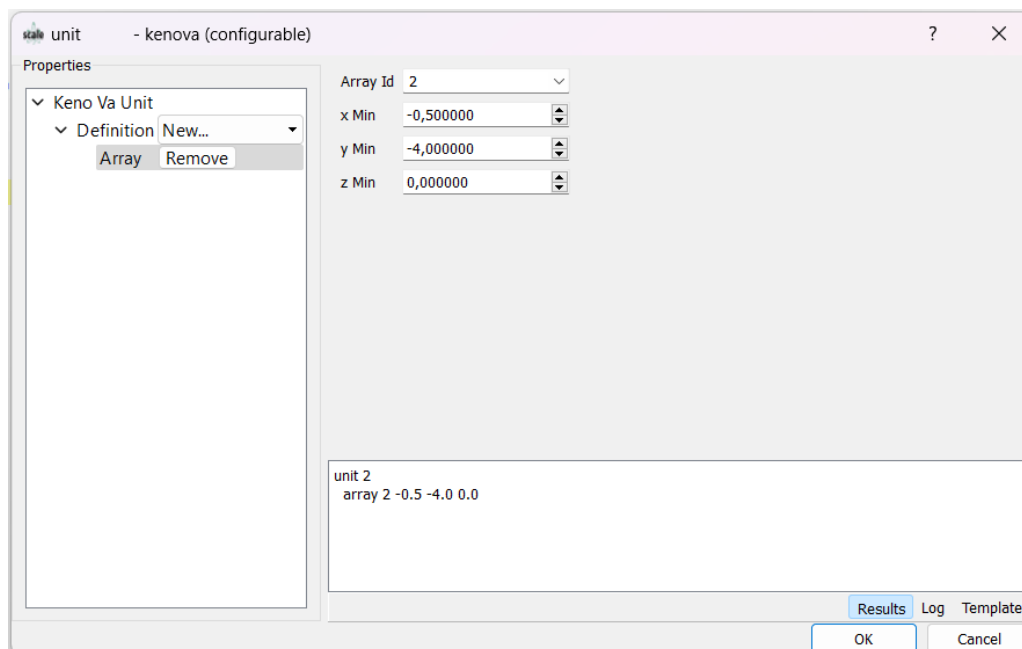 scale unit - kenova (configurable) ?
Properties
Keno Va Unit
Definition New...
Array Remove
Array Id 2
x Min -0,500000
y Min -4,000000
z Min 0,000000
unit 2
array 2 -0.5 -4.0 0.0
Results Log Template
OK Cancel